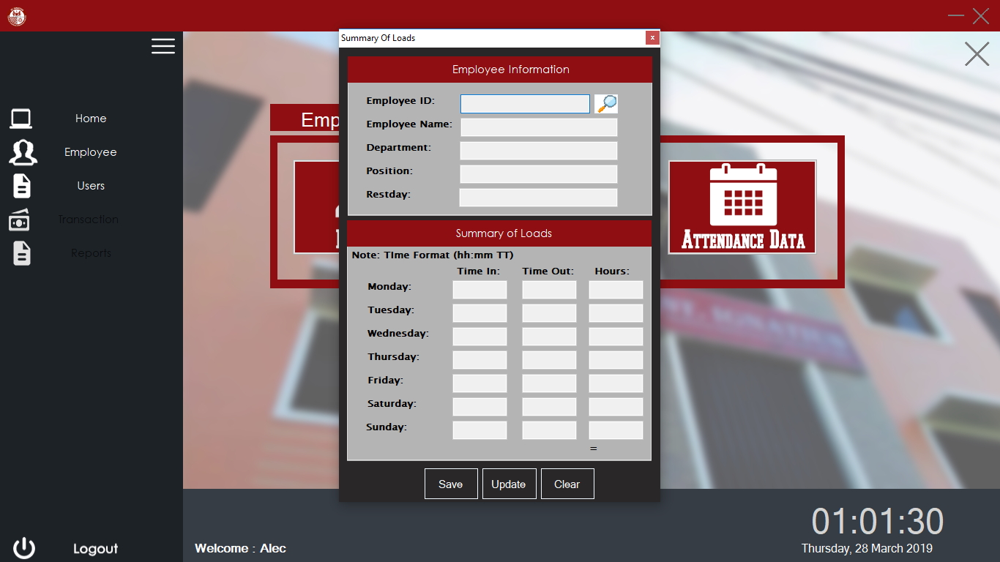 Summary Of Loads
x
Employee Information
Employee ID:
Employee Name:
Department:
Position:
Restday:
Summary of Loads
Note: TIme Format (hh:mm TT)
Time In: Time Out: Hours:
Monday:
Tuesday:
Wednesday:
Thursday:
Friday:
Saturday:
Sunday:
=
Save Update Clear
Home
Employee
Users
Transaction
Reports
Logout
Emp
ATTENDANCE DATA
ST. IGNATIUS
Welcome : Alec
01:01:30
Thursday, 28 March 2019